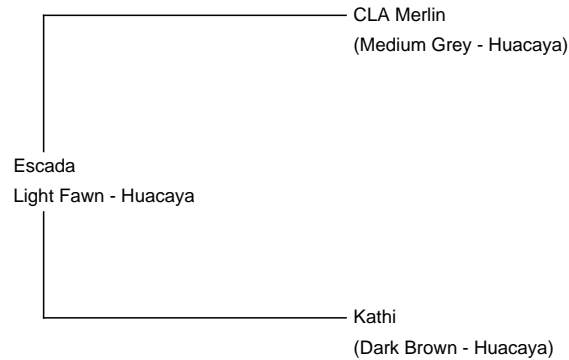 CLA Merlin
(Medium Grey - Huacaya)
Escada
Light Fawn - Huacaya
Kathi
(Dark Brown - Huacaya)